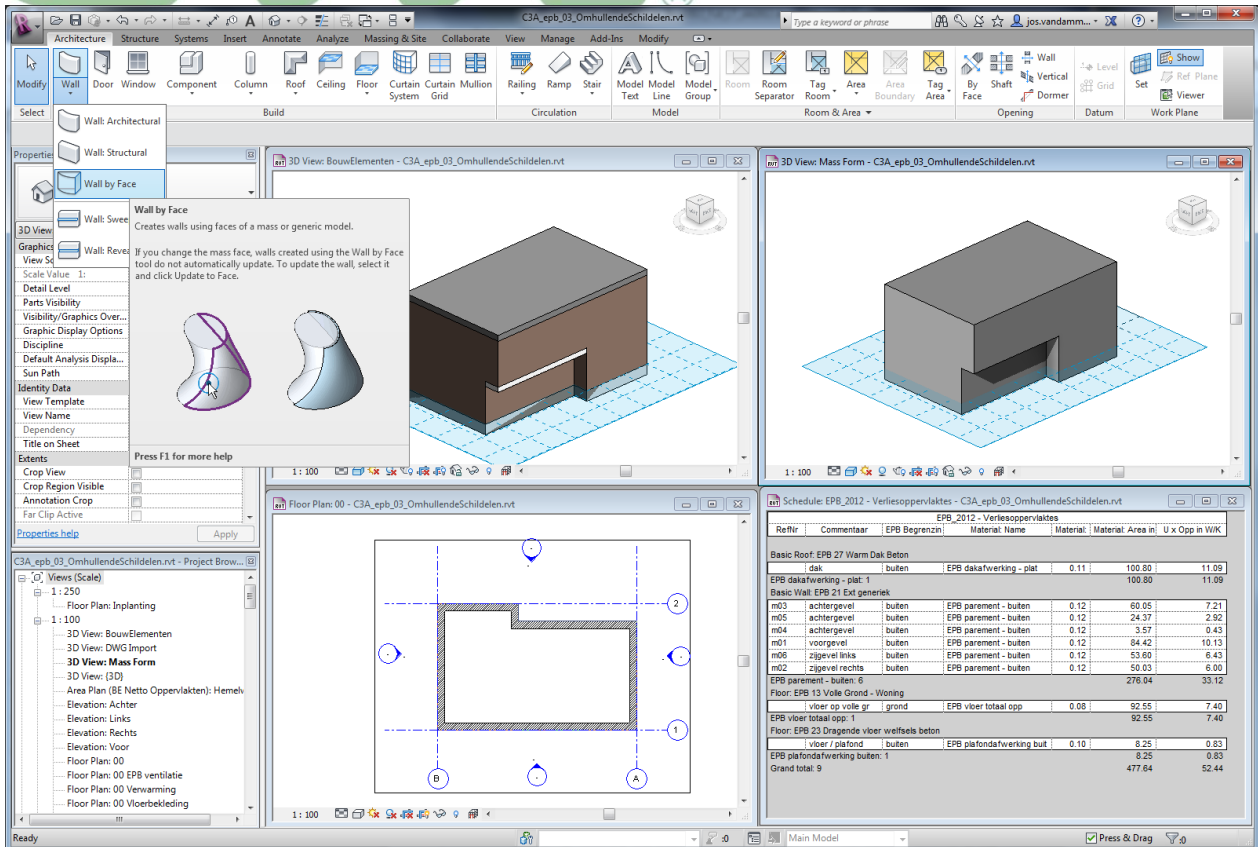 C3A_epb_03_OmhullendeSchildelen.rvt
Type a keyword or phrase
jos.vandamm...
Architecture Structure Systems Insert Annotate Analyze Massing & Site Collaborate View Manage Add-Ins Modify
Modify Wall Door Window Component Column Roof Ceiling Floor Curtain System Curtain Grid Mullion Railing Ramp Stair Model Text Model Line Model Group Room Room Separator Tag Room Area Area Boundary Tag Area By Face Shaft Wall Vertical Dormer Level Grid Set Show Ref Plane Viewer
Select Build Circulation Model Room & Area Opening Datum Work Plane
Wall: Architectural
Wall: Structural
Wall by Face
Wall: Swee
Wall: Revea
Wall by Face
Creates walls using faces of a mass or generic model.
If you change the mass face, walls created using the Wall by Face
tool do not automatically update. To update the wall, select it
and click Update to Face.
Press F1 for more help
Properties
3D View
Graphics
View Sc
Scale Value 1:
Detail Level
Parts Visibility
Visibility/Graphics Over...
Graphic Display Options
Discipline
Default Analysis Displa...
Sun Path
Identity Data
View Template
View Name
Dependency
Title on Sheet
Extents
Crop View
Crop Region Visible
Annotation Crop
Far Clip Active
Properties help Apply
C3A_epb_03_OmhullendeSchildelen.rvt - Project Brow...
Views (Scale)
1 : 250
Floor Plan: Inplanting
1 : 100
3D View: BouwElementen
3D View: DWG Import
3D View: Mass Form
3D View: {3D}
Area Plan (BE Netto Oppervlakten): Hemelw
Elevation: Achter
Elevation: Links
Elevation: Rechts
Elevation: Voor
Floor Plan: 00
Floor Plan: 00 EPB ventilatie
Floor Plan: 00 Verwarming
Floor Plan: 00 Vloerbekleding
3D View: BouwElementen - C3A_epb_03_OmhullendeSchildelen.rvt
1 : 100
3D View: Mass Form - C3A_epb_03_OmhullendeSchildelen.rvt
1 : 100
Floor Plan: 00 - C3A_epb_03_OmhullendeSchildelen.rvt
2
1
B
A
1 : 100
Schedule: EPB_2012 - Verliesoppervlaktes - C3A_epb_03_OmhullendeSchildelen.rvt
EPB_2012 - Verliesoppervlaktes
RefNr Commentaar EPB Begrenzin Material: Name Material: Material: Area in U x Opp in W/K
Basic Roof: EPB 27 Warm Dak Beton
dak buiten EPB dakafwerking - plat 0.11 100.80 11.09
EPB dakafwerking - plat: 1 100.80 11.09
Basic Wall: EPB 21 Ext generiek
m03 achtergevel buiten EPB parement - buiten 0.12 60.05 7.21
m05 achtergevel buiten EPB parement - buiten 0.12 24.37 2.92
m04 achtergevel buiten EPB parement - buiten 0.12 3.57 0.43
m01 voorgevel buiten EPB parement - buiten 0.12 84.42 10.13
m06 zijgevel links buiten EPB parement - buiten 0.12 53.60 6.43
m02 zijgevel rechts buiten EPB parement - buiten 0.12 50.03 6.00
EPB parement - buiten: 6 276.04 33.12
Floor: EPB 13 Volle Grond - Woning
vloer op volle gr grond EPB vloer totaal opp 0.08 92.55 7.40
EPB vloer totaal opp: 1 92.55 7.40
Floor: EPB 23 Dragende vloer welfsels beton
vloer / plafond buiten EPB plafondafwerking buit 0.10 8.25 0.83
EPB plafondafwerking buiten: 1 8.25 0.83
Grand total: 9 477.64 52.44
Ready :0 Main Model Press & Drag :0